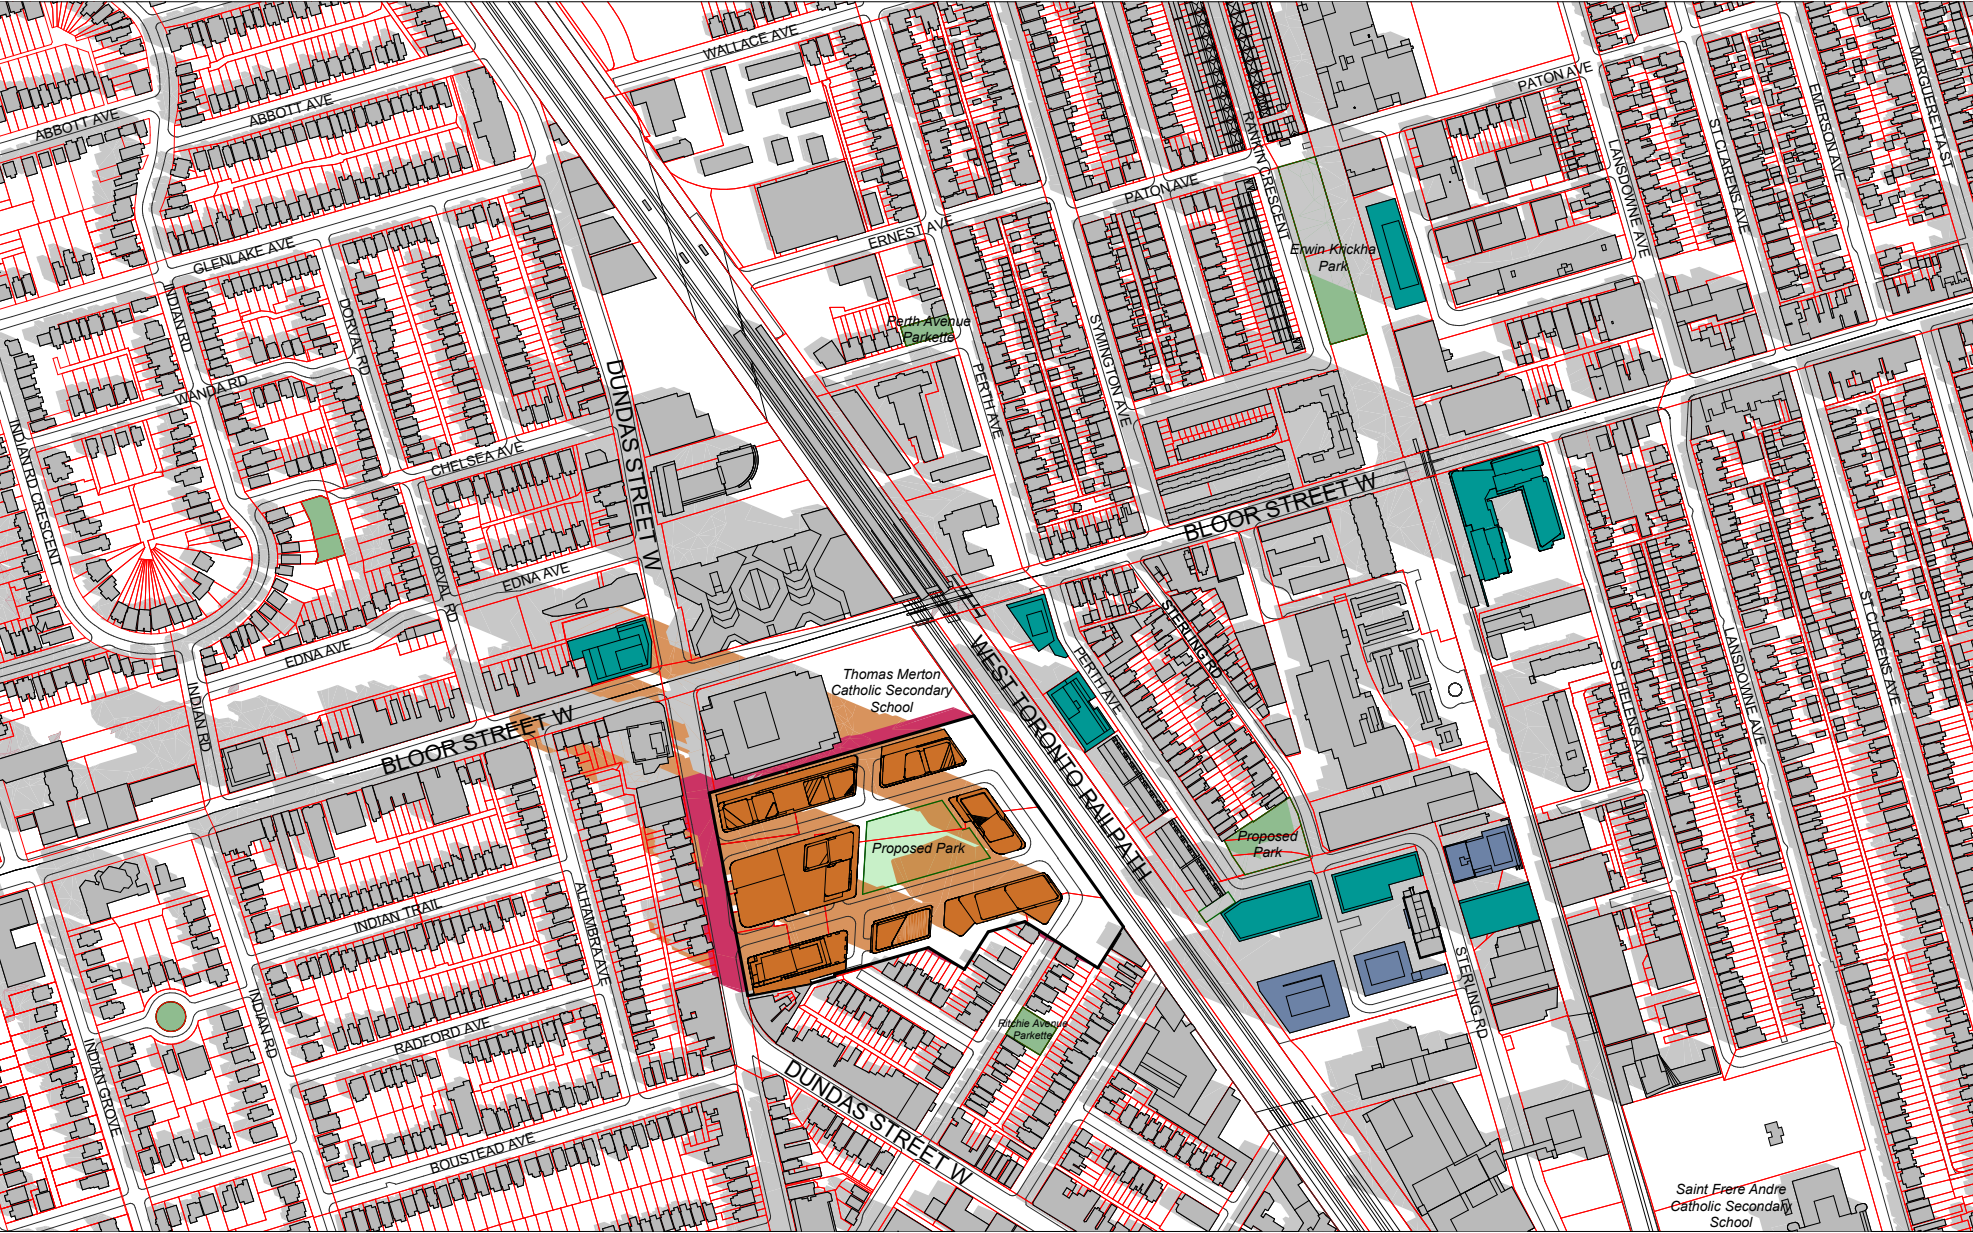 WALLACE AVE
ABBOTT AVE
ABBOTT AVE
PATON AVE
MARGUERETTA ST
EMERSON AVE
ST CLARENS AVE
LANSDOWNE AVE
RANKIN CRESCENT
PATON AVE
ERNEST AVE
GLENLAKE AVE
Erwin Krickha
Park
INDIAN RD
DORVAL RD
Perth Avenue
Parkette
SYMINGTON AVE
PERTH AVE
WANDA RD
DUNDAS STREET W
INDIAN RD CRESCENT
CHELSEA AVE
BLOOR STREET W
EDNA AVE
DORVAL RD
EDNA AVE
STERLING RD
PERTH AVE
WEST TORONTO RAILPATH
Thomas Merton
Catholic Secondary
School
ST HELENS AVE
LANSDOWNE AVE
ST CLARENS AVE
INDIAN RD
BLOOR STREET W
Proposed
Park
Proposed Park
ALHAMBRA AVE
INDIAN TRAIL
STERLING RD
INDIAN RD
RADFORD AVE
Ritchie Avenue
Parkette
INDIAN GROVE
DUNDAS STREET W
BOUSTEAD AVE
Saint Frere Andre
Catholic Secondary
School